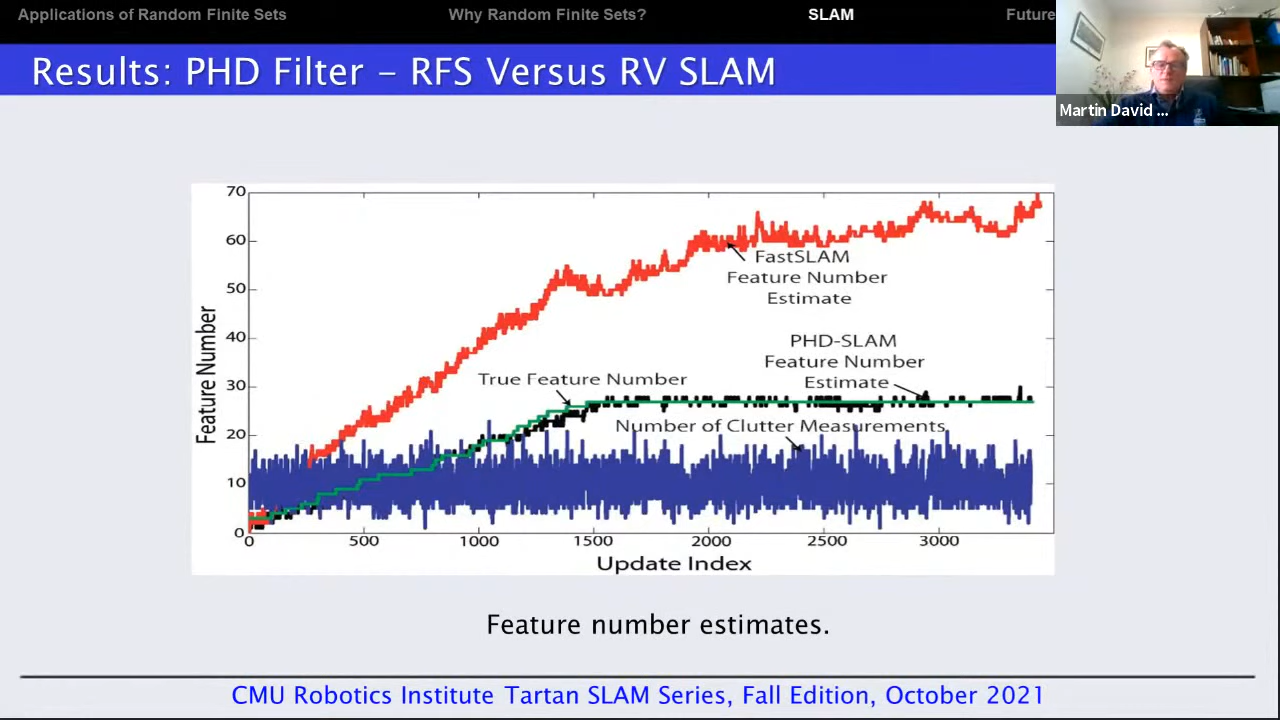 Applications of Random Finite Sets
Why Random Finite Sets?
SLAM
Future
Results: PHD Filter – RFS Versus RV SLAM
Martin David ...
70
60
50
40
30
20
10
0
Feature Number
FastSLAM
Feature Number
Estimate
PHD-SLAM
Feature Number
Estimate
True Feature Number
Number of Clutter Measurements
0
500
1000
1500
2000
2500
3000
Update Index
Feature number estimates.
CMU Robotics Institute Tartan SLAM Series, Fall Edition, October 2021